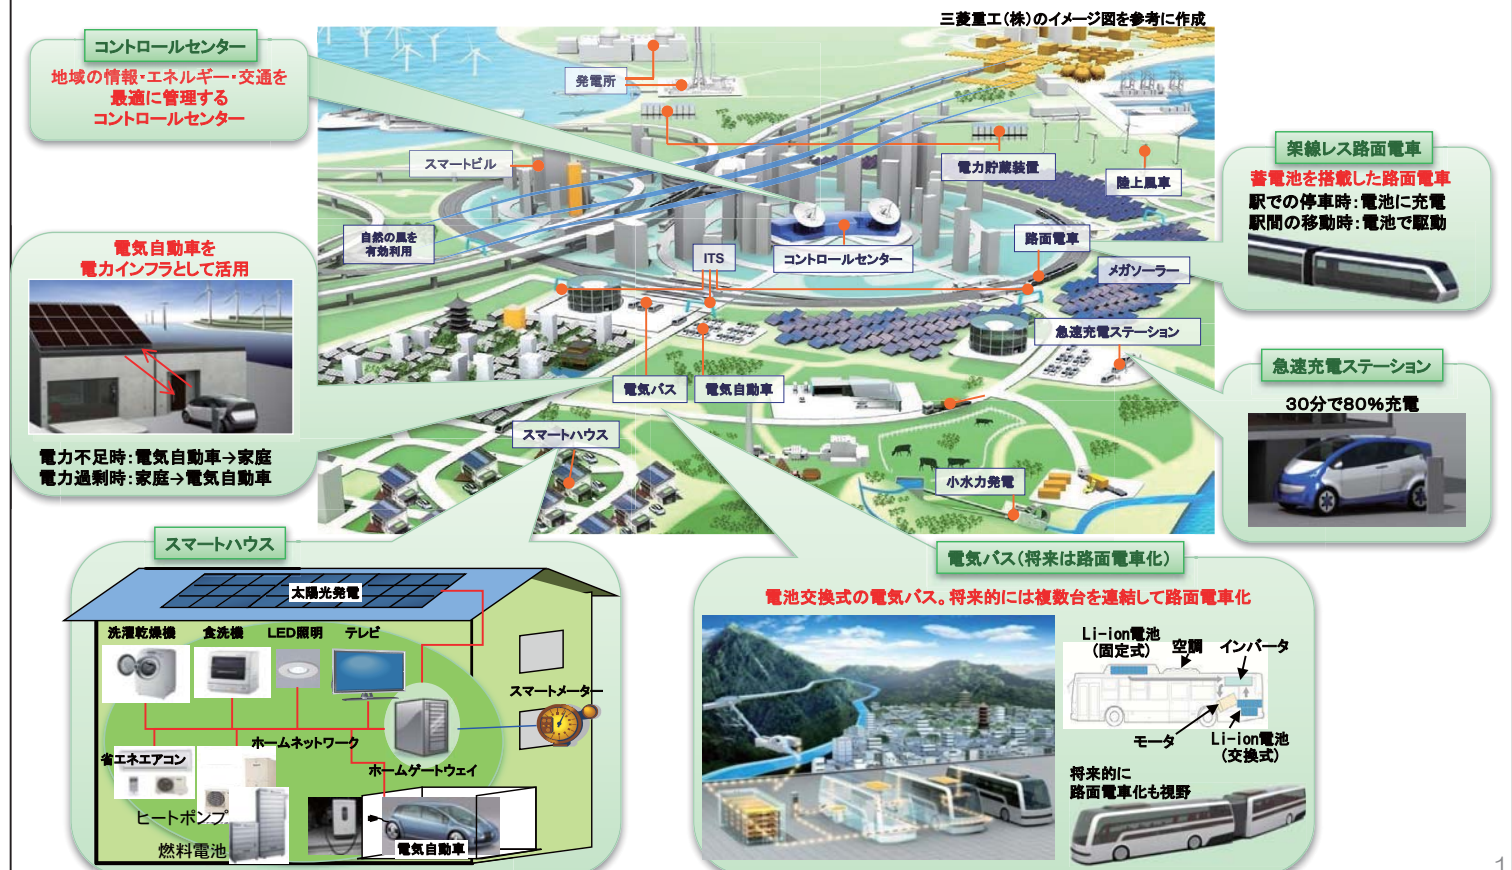 三菱重工(株)のイメージ図を参考に作成
コントロールセンター
地域の情報・エネルギー・交通を
最適に管理する
コントロールセンター
発電所
スマートビル
電力貯蔵装置
陸上風車
自然の風を
有効利用
ITS
コントロールセンター
路面電車
メガソーラー
急速充電ステーション
電気バス
電気自動車
スマートハウス
小水力発電
架線レス路面電車
蓄電池を搭載した路面電車
駅での停車時:電池に充電
駅間の移動時:電池で駆動
電気自動車を
電力インフラとして活用
電力不足時:電気自動車→家庭
電力過剰時:家庭→電気自動車
急速充電ステーション
30分で80%充電
スマートハウス
太陽光発電
洗濯乾燥機
食洗機
LED照明
テレビ
スマートメーター
ホームネットワーク
ホームゲートウェイ
省エネエアコン
ヒートポンプ
燃料電池
電気自動車
電気バス(将来は路面電車化)
電池交換式の電気バス。将来的には複数台を連結して路面電車化
Li-ion電池
(固定式)
空調
インバータ
モータ
Li-ion電池
(交換式)
将来的に
路面電車化も視野
1